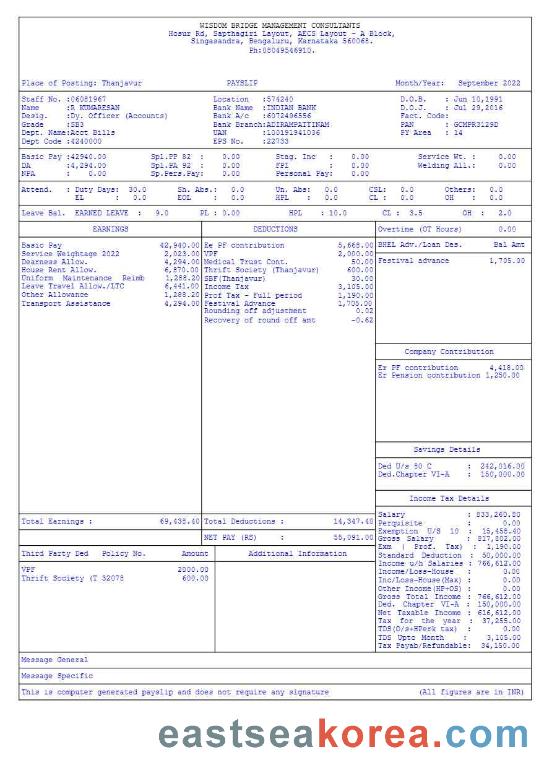 WISDOM BRIDGE MANAGEMENT CONSULTANTS
Hosur Rd, Sapthagiri Layout, AECS Layout - A Block,
Singasandra, Bengaluru, Karnataka 560068.
Ph:08049546910.
Place of Posting: Thanjavur PAYSLIP Month/Year: September 2022
Staff No. :06081967 Location :574240 D.O.B. : Jun 10,1991
Name :R KUMARESAN Bank Name :INDIAN BANK D.O.J. : Jul 29,2016
Desig. :Dy. Officer (Accounts) Bank A/c :6072496556 Fact. Code:
Grade :SB3 Bank Branch:ADIRAMPATTINAM PAN : GCMPR3129D
Dept. Name:Acct Bills UAN :100191941036 PY Area : 14
Dept Code :4240000 EPS No. :22733
Basic Pay :42940.00 Spl.PP 82 : 0.00 Stag. Inc : 0.00 Service Wt. : 0.00
DA :4,294.00 Spl.PA 92 : 0.00 FPI : 0.00 Welding All.: 0.00
NPA : 0.00 Sp.Pers.Pay: 0.00 Personal Pay: 0.00
Attend. : Duty Days: 30.0 Sh. Abs.: 0.0 Un. Abs: 0.0 CSL: 0.0 Others: 0.0
EL : 0.0 EOL : 0.0 HPL : 0.0 CL : 0.0 OH : 0.0
Leave Bal. EARNED LEAVE : 9.0 PL : 0.00 HPL : 10.0 CL : 3.5 OH : 2.0
EARNINGS DEDUCTIONS Overtime (OT Hours) 0.00
Basic Pay 42,940.00 Ee PF contribution 5,668.00 BHEL Adv./Loan Des. Bal Amt
Service Weightage 2022 2,023.00 VPF 2,000.00
Dearness Allow. 4,294.00 Medical Trust Cont. 50.00 Festival advance 1,705.00
House Rent Allow. 6,870.00 Thrift Society (Thanjavur) 600.00
Uniform Maintenance Reimb 1,288.20 SBF(Thanjavur) 30.00
Leave Travel Allow./LTC 6,441.00 Income Tax 3,105.00
Other Allowance 1,288.20 Prof Tax - Full period 1,190.00
Transport Assistance 4,294.00 Festival Advance 1,705.00
Rounding off adjustment 0.02
Recovery of round off amt -0.62
Company Contribution
Er PF contribution 4,418.00
Er Pension contribution 1,250.00
Savings Details
Ded U/s 80 C : 242,016.00
Ded.Chapter VI-A : 150,000.00
Income Tax Details
Total Earnings : 69,438.40 Total Deductions : 14,347.40
NET PAY (RS) : 55,091.00
Third Party Ded Policy No. Amount Additional Information
VPF 2000.00
Thrift Society (T 32078 600.00
Salary : 833,260.80
Perquisite : 0.00
Exemption U/S 10 : 15,458.40
Gross Salary : 817,802.00
Exm ( Prof. Tax) : 1,190.00
Standard Deduction : 50,000.00
Income u/h Salaries : 766,612.00
Income/Loss-House : 0.00
Inc/Loss-House(Max) : 0.00
Other Income(HP+OS) : 0.00
Gross Total Income : 766,612.00
Ded. Chapter VI-A : 150,000.00
Net Taxable Income : 616,612.00
Tax for the year : 37,255.00
TDS(O/s+HPerk tax) : 0.00
TDS Upto Month : 3,105.00
Tax Payab/Refundable: 34,150.00
Message General
Message Specific
This is computer generated payslip and does not require any signature (All figures are in INR)
eastseakorea.com